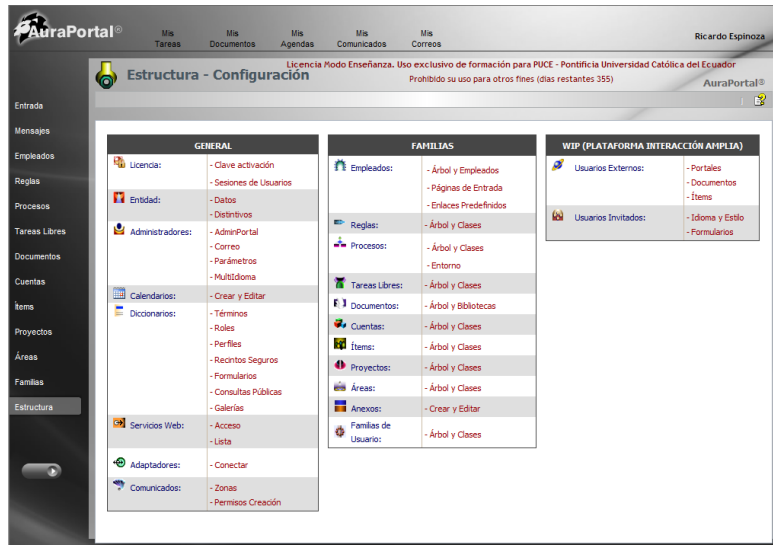 AuraPortal®
Mis Tareas
Mis Documentos
Mis Agendas
Mis Comunicados
Mis Correos
Ricardo Espinoza
Licencia Modo Enseñanza. Uso exclusivo de formación para PUCE - Pontificia Universidad Católica del Ecuador
Prohibido su uso para otros fines (días restantes 355)
Estructura - Configuración
AuraPortal®
Entrada
Mensajes
Empleados
Reglas
Procesos
Tareas Libres
Documentos
Cuentas
Ítems
Proyectos
Áreas
Familias
Estructura
GENERAL
Licencia:
- Clave activación
- Sesiones de Usuarios
Entidad:
- Datos
- Distintivos
Administradores:
- AdminPortal
- Correo
- Parámetros
- MultiIdioma
Calendarios:
- Crear y Editar
Diccionarios:
- Términos
- Roles
- Perfiles
- Recintos Seguros
- Formularios
- Consultas Públicas
- Galerías
Servicios Web:
- Acceso
- Lista
Adaptadores:
- Conectar
Comunicados:
- Zonas
- Permisos Creación
FAMILIAS
Empleados:
- Árbol y Empleados
- Páginas de Entrada
- Enlaces Predefinidos
Reglas:
- Árbol y Clases
Procesos:
- Árbol y Clases
- Entorno
Tareas Libres:
- Árbol y Clases
Documentos:
- Árbol y Bibliotecas
Cuentas:
- Árbol y Clases
Ítems:
- Árbol y Clases
Proyectos:
- Árbol y Clases
Áreas:
- Árbol y Clases
Anexos:
- Crear y Editar
Familias de
Usuario:
- Árbol y Clases
WIP (PLATAFORMA INTERACCIÓN AMPLIA)
Usuarios Externos:
- Portales
- Documentos
- Ítems
Usuarios Invitados:
- Idioma y Estilo
- Formularios